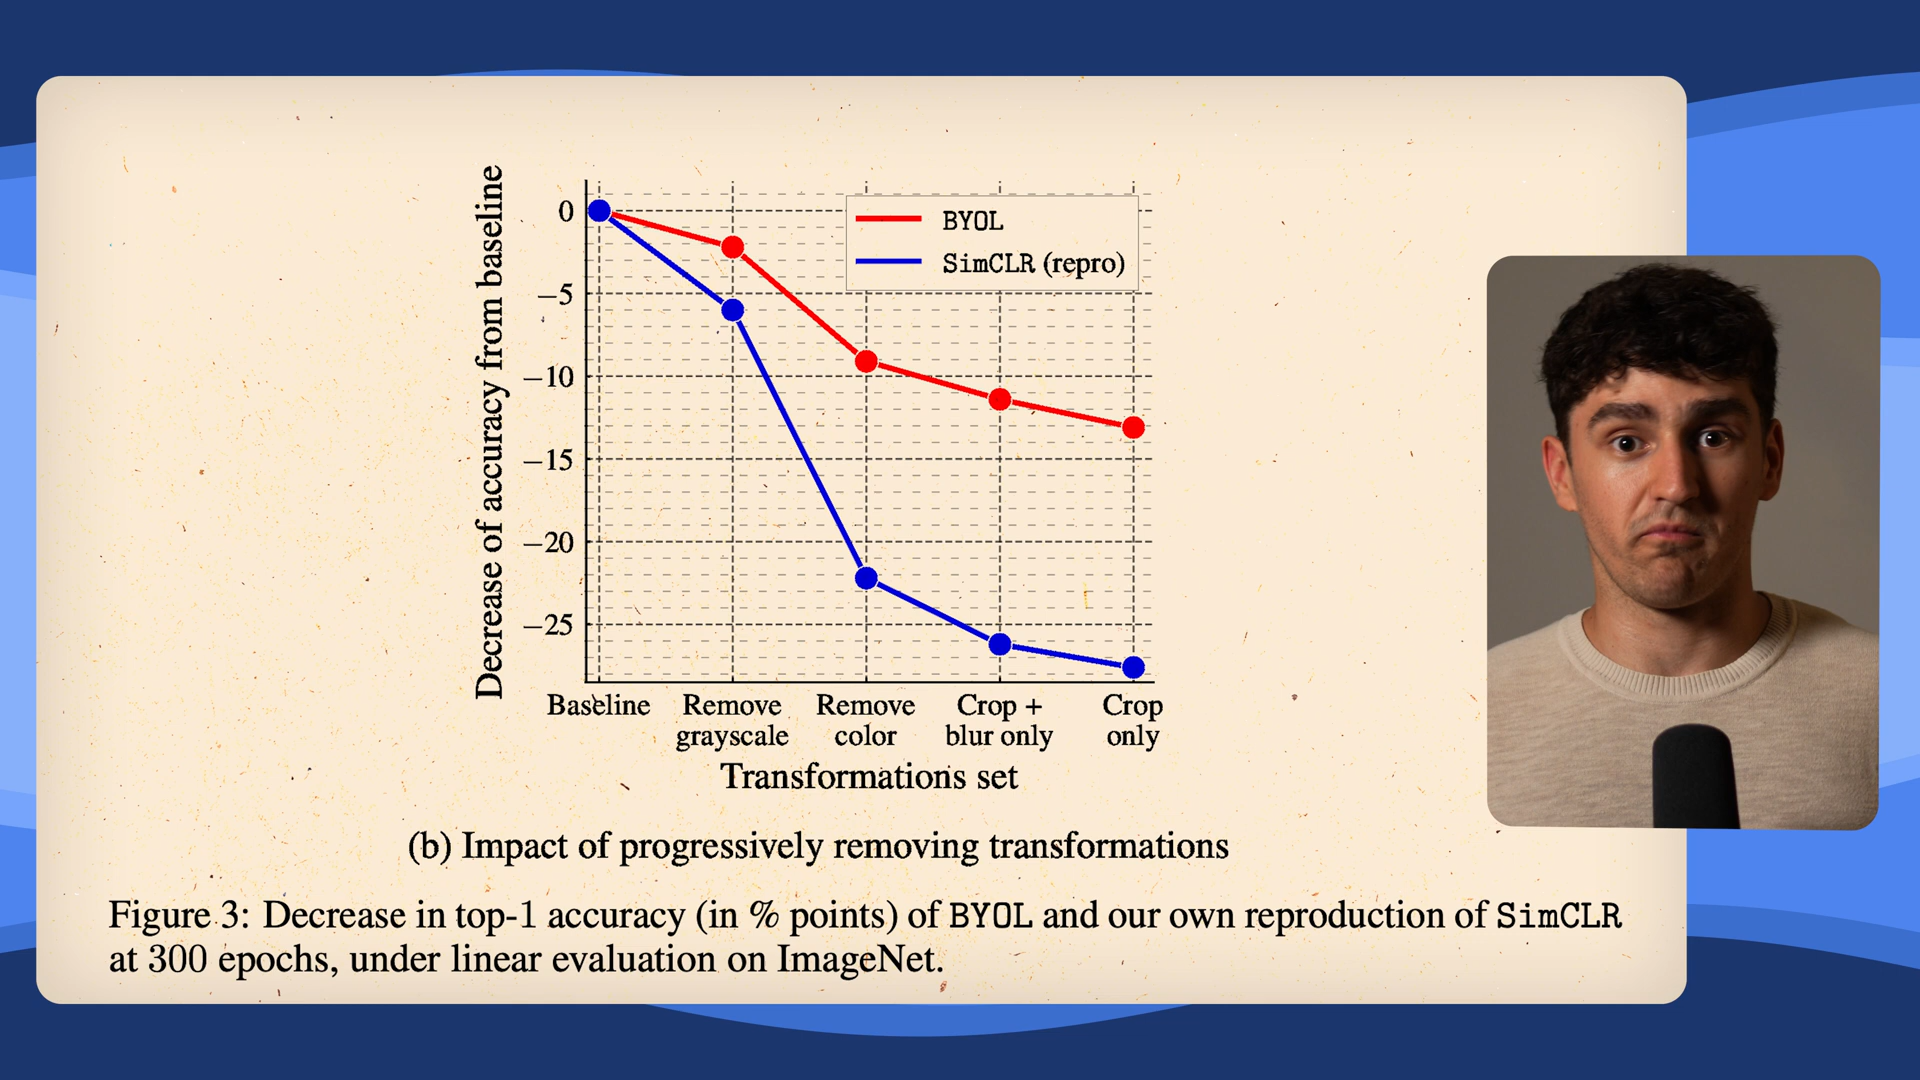 Decrease of accuracy from baseline
0
−5
−10
−15
−20
−25
BYOL
SimCLR (repro)
Baseline
Remove
grayscale
Remove
color
Crop +
blur only
Crop
only
Transformations set
(b) Impact of progressively removing transformations
Figure 3: Decrease in top-1 accuracy (in % points) of BYOL and our own reproduction of SimCLR
at 300 epochs, under linear evaluation on ImageNet.